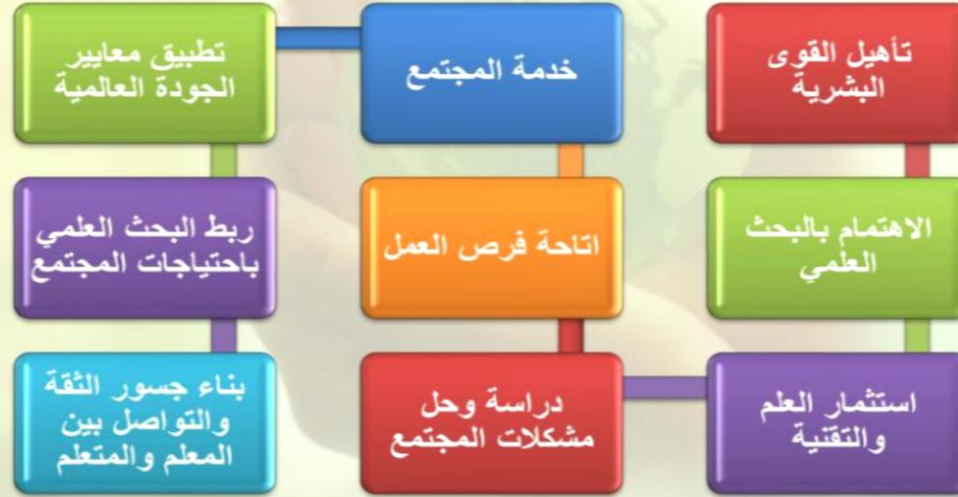 تأهيل القوى
البشرية
الاهتمام بالبحث
العلمي
استثمار العلم
والتقنية
دراسة وحل
مشكلات المجتمع
اتاحة فرص العمل
خدمة المجتمع
تطبيق معايير
الجودة العالمية
ربط البحث العلمي
باحتياجات المجتمع
بناء جسور الثقة
والتواصل بين
المعلم والمتعلم